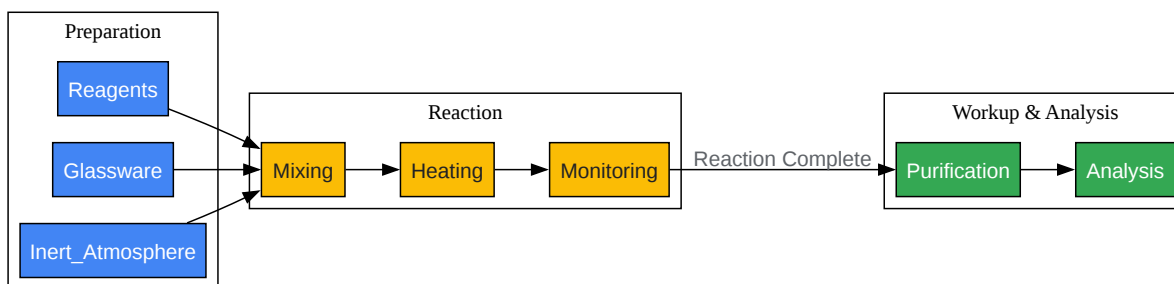 Preparation
Reagents
Glassware
Inert_Atmosphere
Reaction
Mixing
Heating
Monitoring
Reaction Complete
Workup & Analysis
Purification
Analysis